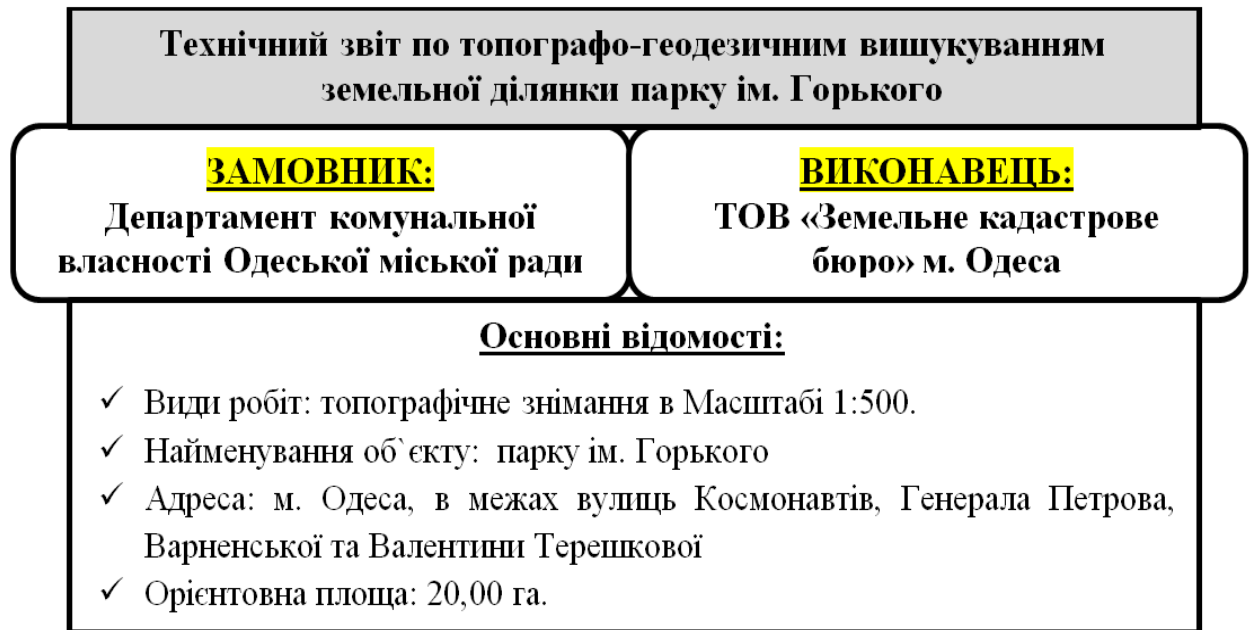 Технічний звіт по топографо-геодезичним вишукуванням
земельної ділянки парку ім. Горького
ЗАМОВНИК:
Департамент комунальної
власності Одеської міської ради
ВИКОНАВЕЦЬ:
ТОВ «Земельне кадастрове
бюро» м. Одеса
Основні відомості:
✓ Види робіт: топографічне знімання в Масштабі 1:500.
✓ Найменування об`єкту: парку ім. Горького
✓ Адреса: м. Одеса, в межах вулиць Космонавтів, Генерала Петрова,
Варненської та Валентини Терешкової
✓ Орієнтовна площа: 20,00 га.